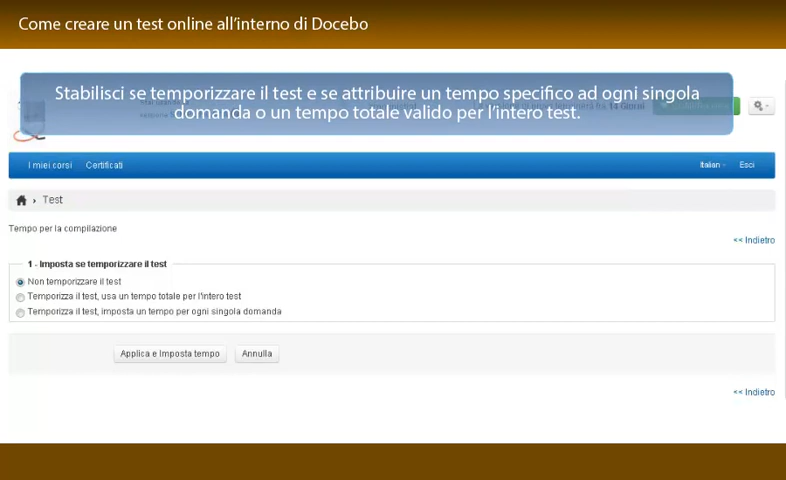 Come creare un test online all'interno di Docebo
Stabilisci se temporizzare il test e se attribuire un tempo specifico ad ogni singola
domanda o un tempo totale valido per l'intero test.
I miei corsi Certificati Italian Esci
Test
Tempo per la compilazione
<< Indietro
1 - Imposta se temporizzare il test
Non temporizzare il test
Temporizza il test, usa un tempo totale per l'intero test
Temporizza il test, imposta un tempo per ogni singola domanda
Applica e Imposta tempo Annulla
<< Indietro